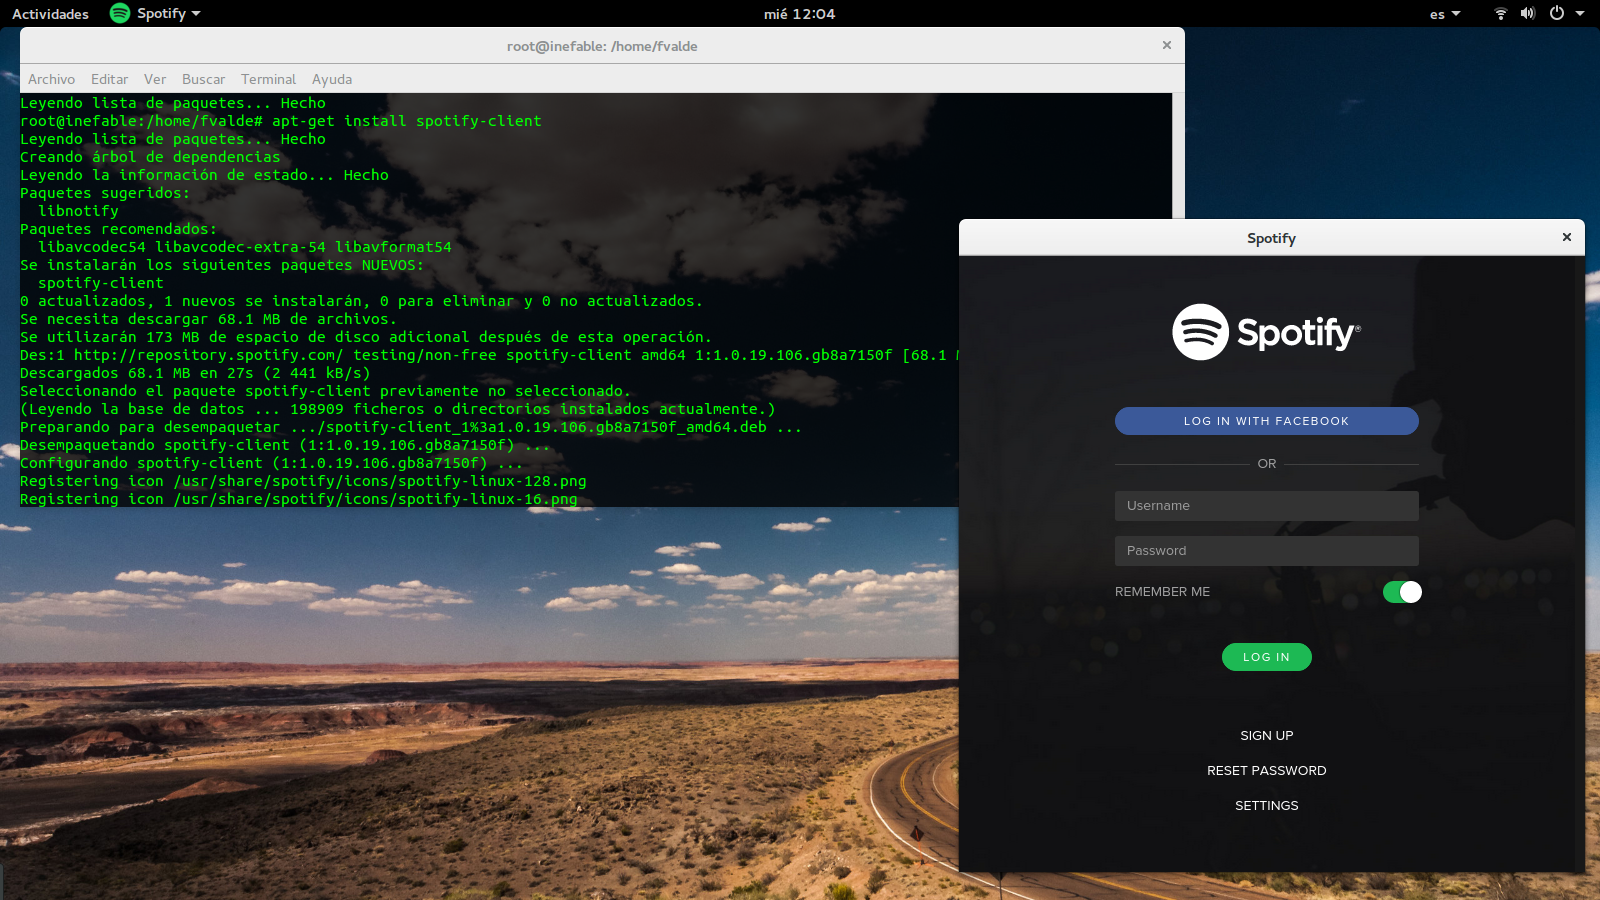 Actividades
Spotify
mié 12:04
es
root@inefable: /home/fvalde
Archivo Editar Ver Buscar Terminal Ayuda
Leyendo lista de paquetes... Hecho
root@inefable:/home/fvalde# apt-get install spotify-client
Leyendo lista de paquetes... Hecho
Creando árbol de dependencias
Leyendo la información de estado... Hecho
Paquetes sugeridos:
libnotify
Paquetes recomendados:
libavcodec54 libavcodec-extra-54 libavformat54
Se instalarán los siguientes paquetes NUEVOS:
spotify-client
0 actualizados, 1 nuevos se instalarán, 0 para eliminar y 0 no actualizados.
Se necesita descargar 68.1 MB de archivos.
Se utilizarán 173 MB de espacio de disco adicional después de esta operación.
Des:1 http://repository.spotify.com/ testing/non-free spotify-client amd64 1:1.0.19.106.gb8a7150f [68.1
Descargados 68.1 MB en 27s (2 441 kB/s)
Seleccionando el paquete spotify-client previamente no seleccionado.
(Leyendo la base de datos ... 198909 ficheros o directorios instalados actualmente.)
Preparando para desempaquetar .../spotify-client_1%3a1.0.19.106.gb8a7150f_amd64.deb ...
Desempaquetando spotify-client (1:1.0.19.106.gb8a7150f) ...
Configurando spotify-client (1:1.0.19.106.gb8a7150f) ...
Registering icon /usr/share/spotify/icons/spotify-linux-128.png
Registering icon /usr/share/spotify/icons/spotify-linux-16.png
Spotify
Spotify®
LOG IN WITH FACEBOOK
OR
Username
Password
REMEMBER ME
LOG IN
SIGN UP
RESET PASSWORD
SETTINGS